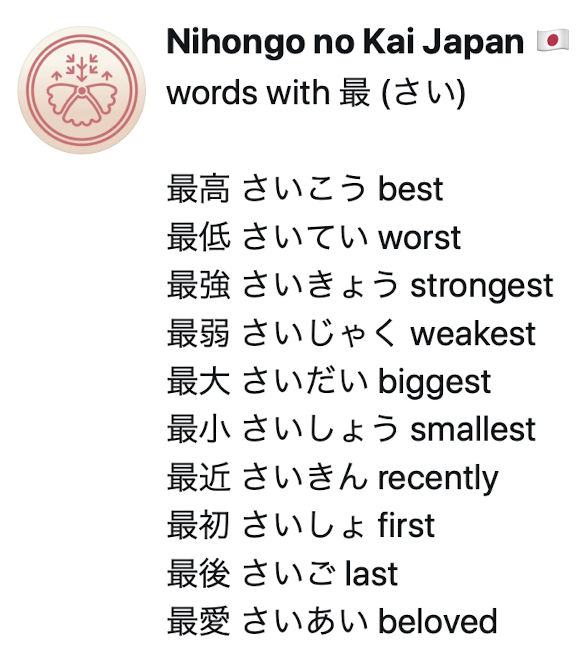 Nihongo no Kai Japan 🇯🇵
words with 最 (さい)
最高 さいこう best
最低 さいてい worst
最強 さいきょう strongest
最弱 さいじゃく weakest
最大 さいだい biggest
最小 さいしょう smallest
最近 さいきん recently
最初 さいしょ first
最後 さいご last
最愛 さいあい beloved